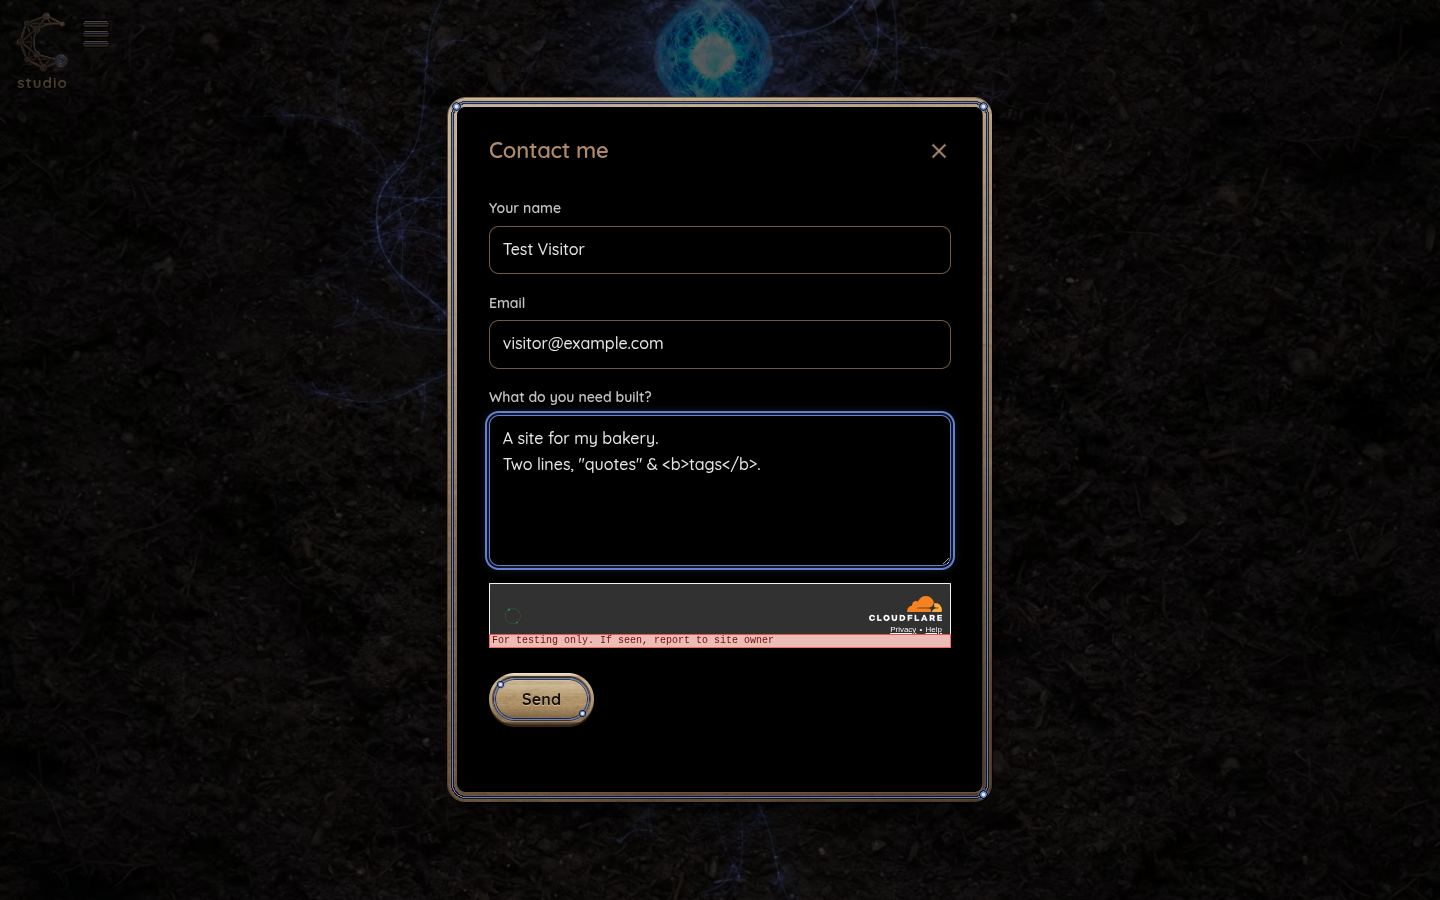 studio
Contact me
Your name
Test Visitor
Email
visitor@example.com
What do you need built?
A site for my bakery.
Two lines, "quotes" & <b>tags</b>.
CLOUDFLARE
Privacy • Help
For testing only. If seen, report to site owner
Send